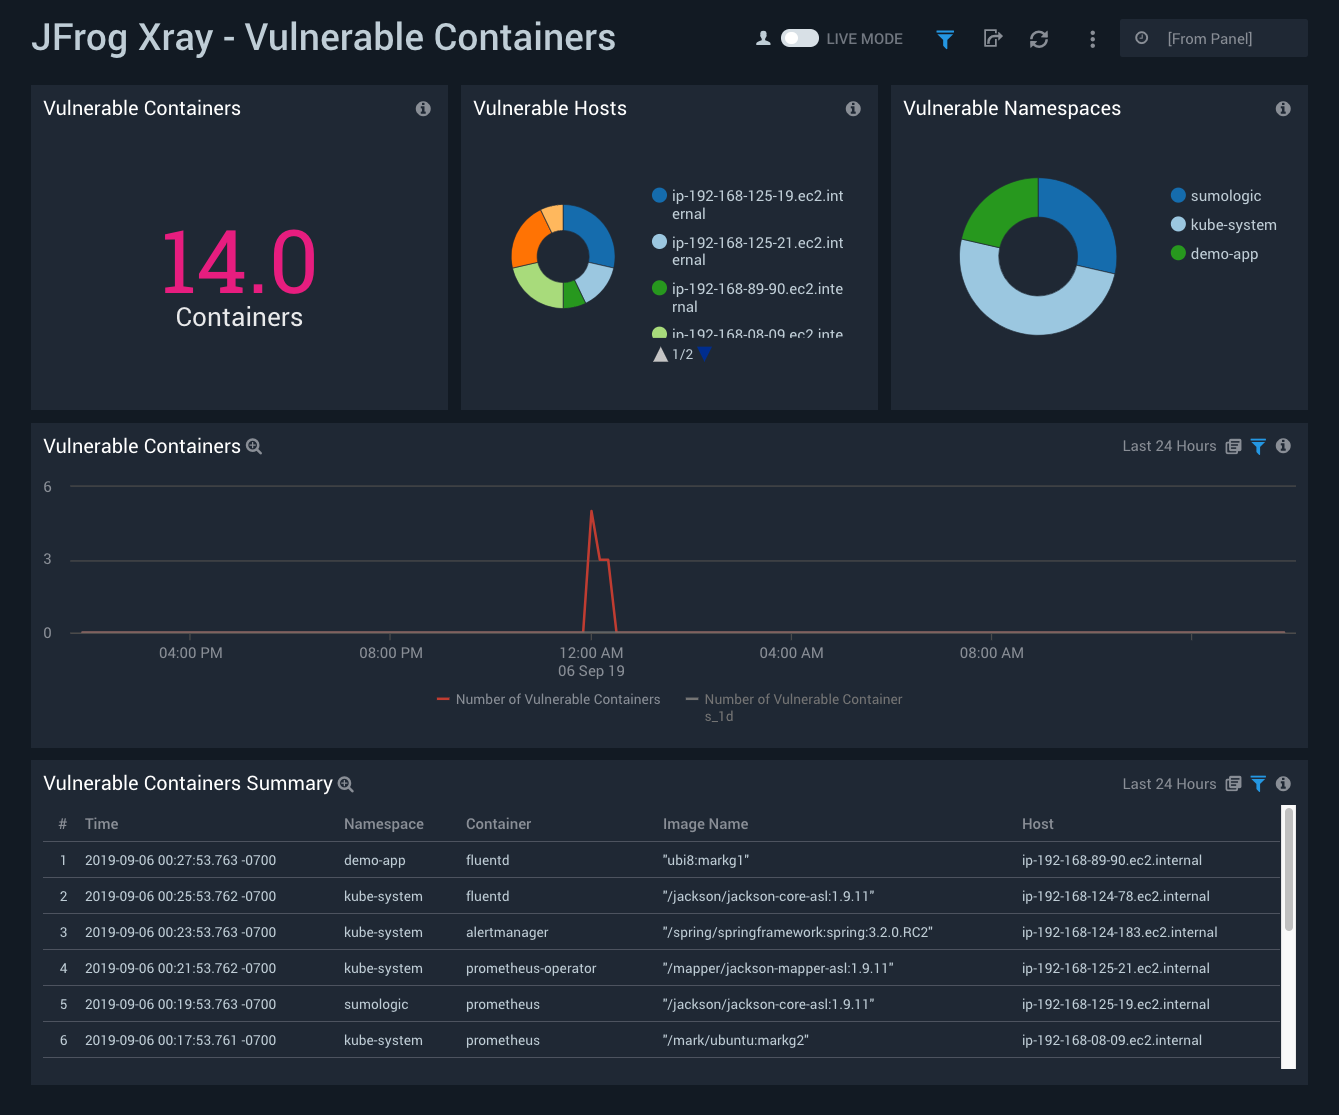 JFrog Xray - Vulnerable Containers
LIVE MODE
[From Panel]
Vulnerable Containers
14.0
Containers
Vulnerable Hosts
ip-192-168-125-19.ec2.int
ernal
ip-192-168-125-21.ec2.int
ernal
ip-192-168-89-90.ec2.inte
rnal
ip-192-168-08-09.ec2.inte
1/2
Vulnerable Namespaces
sumologic
kube-system
demo-app
Vulnerable Containers
Last 24 Hours
6
3
0
04:00 PM 08:00 PM 12:00 AM 04:00 AM 08:00 AM
06 Sep 19
Number of Vulnerable Containers
Number of Vulnerable Container
s_1d
Vulnerable Containers Summary
Last 24 Hours
# Time Namespace Container Image Name Host
1 2019-09-06 00:27:53.763 -0700 demo-app fluentd "ubi8:markg1" ip-192-168-89-90.ec2.internal
2 2019-09-06 00:25:53.762 -0700 kube-system fluentd "/jackson/jackson-core-asl:1.9.11" ip-192-168-124-78.ec2.internal
3 2019-09-06 00:23:53.763 -0700 kube-system alertmanager "/spring/springframework:spring:3.2.0.RC2" ip-192-168-124-183.ec2.internal
4 2019-09-06 00:21:53.762 -0700 kube-system prometheus-operator "/mapper/jackson-mapper-asl:1.9.11" ip-192-168-125-21.ec2.internal
5 2019-09-06 00:19:53.763 -0700 sumologic prometheus "/jackson/jackson-core-asl:1.9.11" ip-192-168-125-19.ec2.internal
6 2019-09-06 00:17:53.761 -0700 kube-system prometheus "/mark/ubuntu:markg2" ip-192-168-08-09.ec2.internal